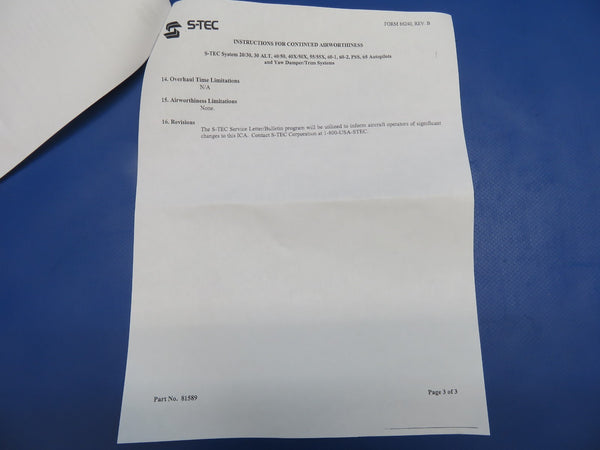 S-TEC
FORM 88240, REV. B
INSTRUCTIONS FOR CONTINUED AIRWORTHINESS
S-TEC System 20/30, 30 ALT, 40/50, 40X/50X, 55/55X, 60-1, 60-2, PSS, 65 Autopilots
and Yaw Damper/Trim Systems
14. Overhaul Time Limitations
N/A
15. Airworthiness Limitations
None.
16. Revisions
The S-TEC Service Letter/Bulletin program will be utilized to inform aircraft operators of significant
changes to this ICA. Contact S-TEC Corporation at 1-800-USA-STEC.
Part No. 81589
Page 3 of 3